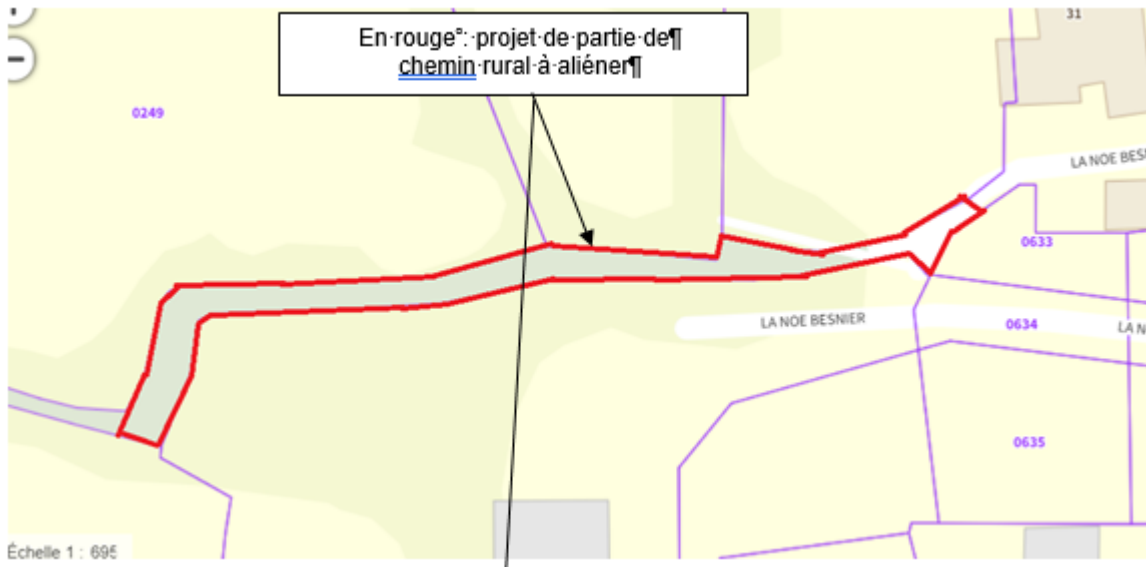 En·rouge°:·projet·de·partie·de¶
chemin·rural·à·aliéner¶
31
0249
LA NOE BESN
0633
LA NOE BESNIER
0634
LA N
0635
Échelle 1 : 695